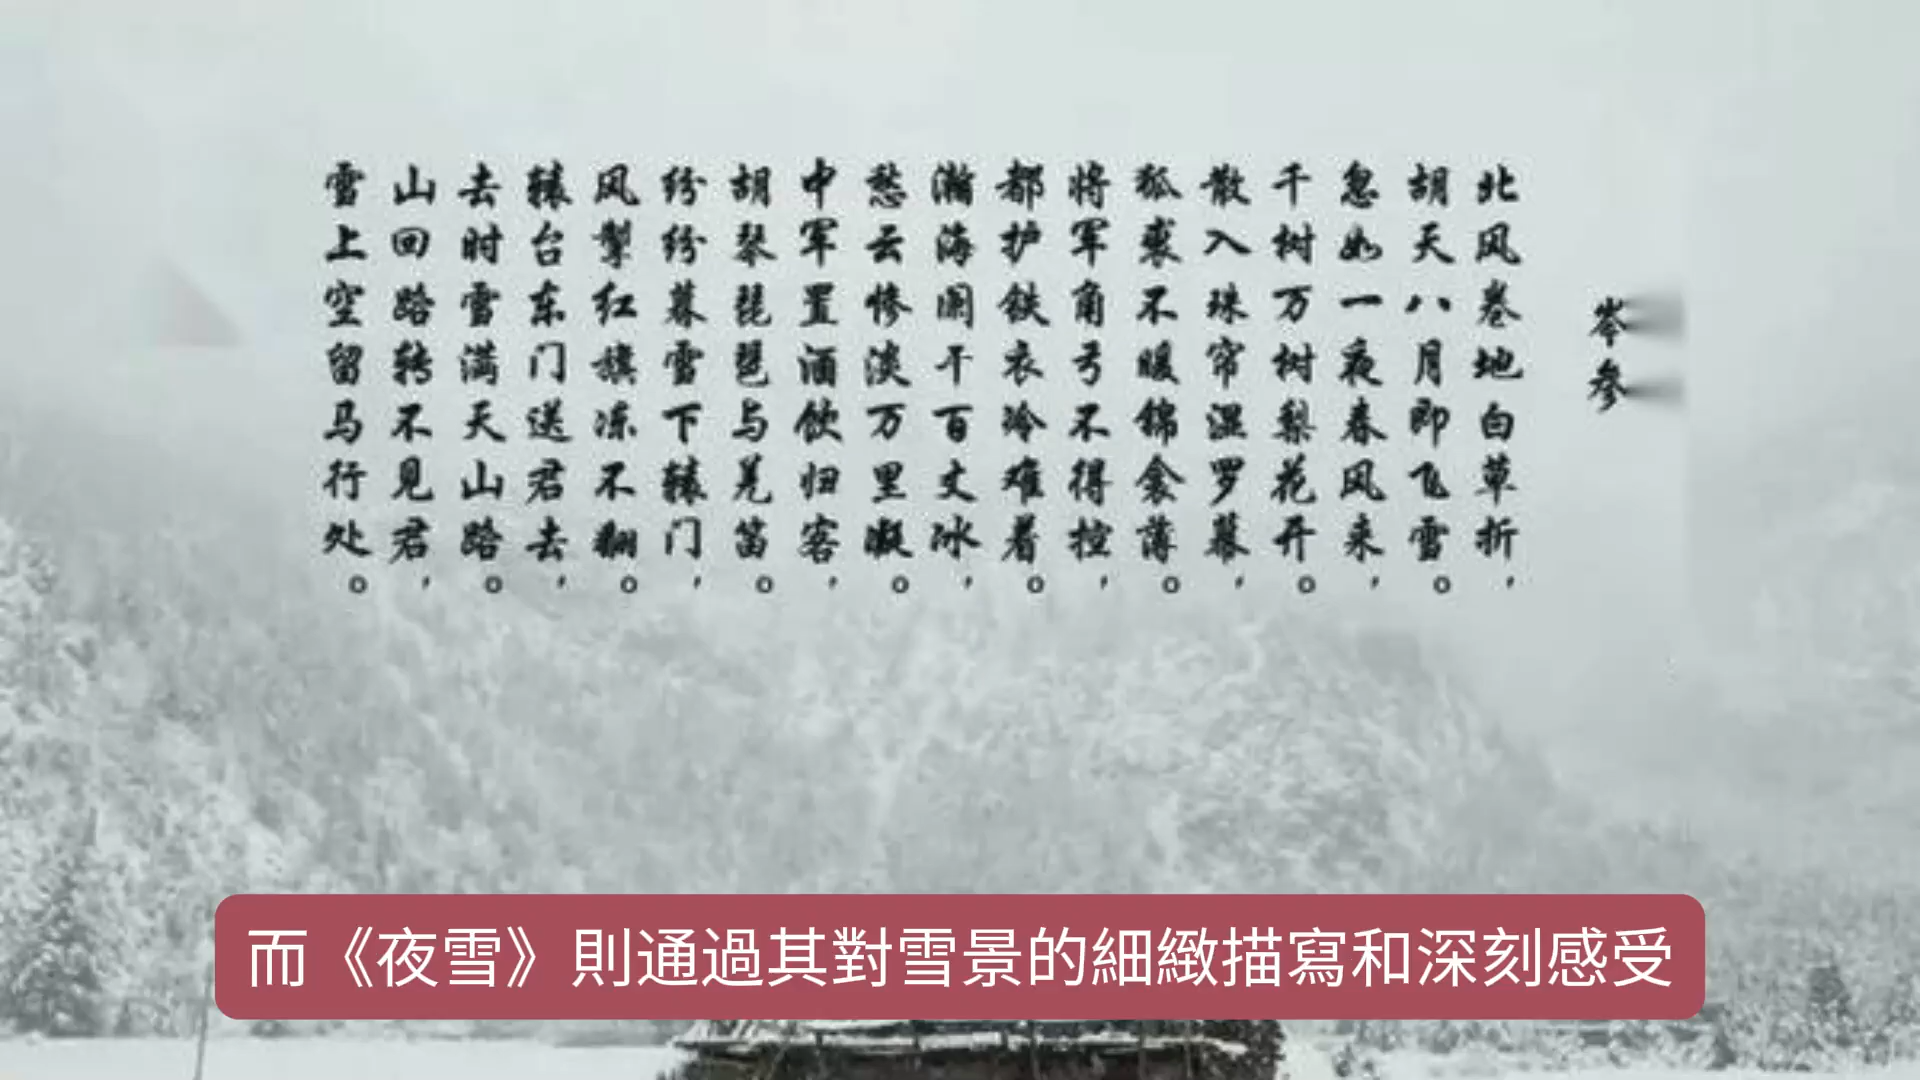 岑参
北风卷地白草折，
胡天八月即飞雪。
忽如一夜春风来，
千树万树梨花开。
散入珠帘湿罗幕，
狐裘不暖锦衾薄。
将军角弓不得控，
都护铁衣冷难着。
瀚海阑干百丈冰，
愁云惨淡万里凝。
中军置酒饮归客，
胡琴琵琶与羌笛。
纷纷暮雪下辕门，
风掣红旗冻不翻。
辕台东门送君去，
去时雪满天山路。
山回路转不见君，
雪上空留马行处。
而《夜雪》則通過其對雪景的細緻描寫和深刻感受